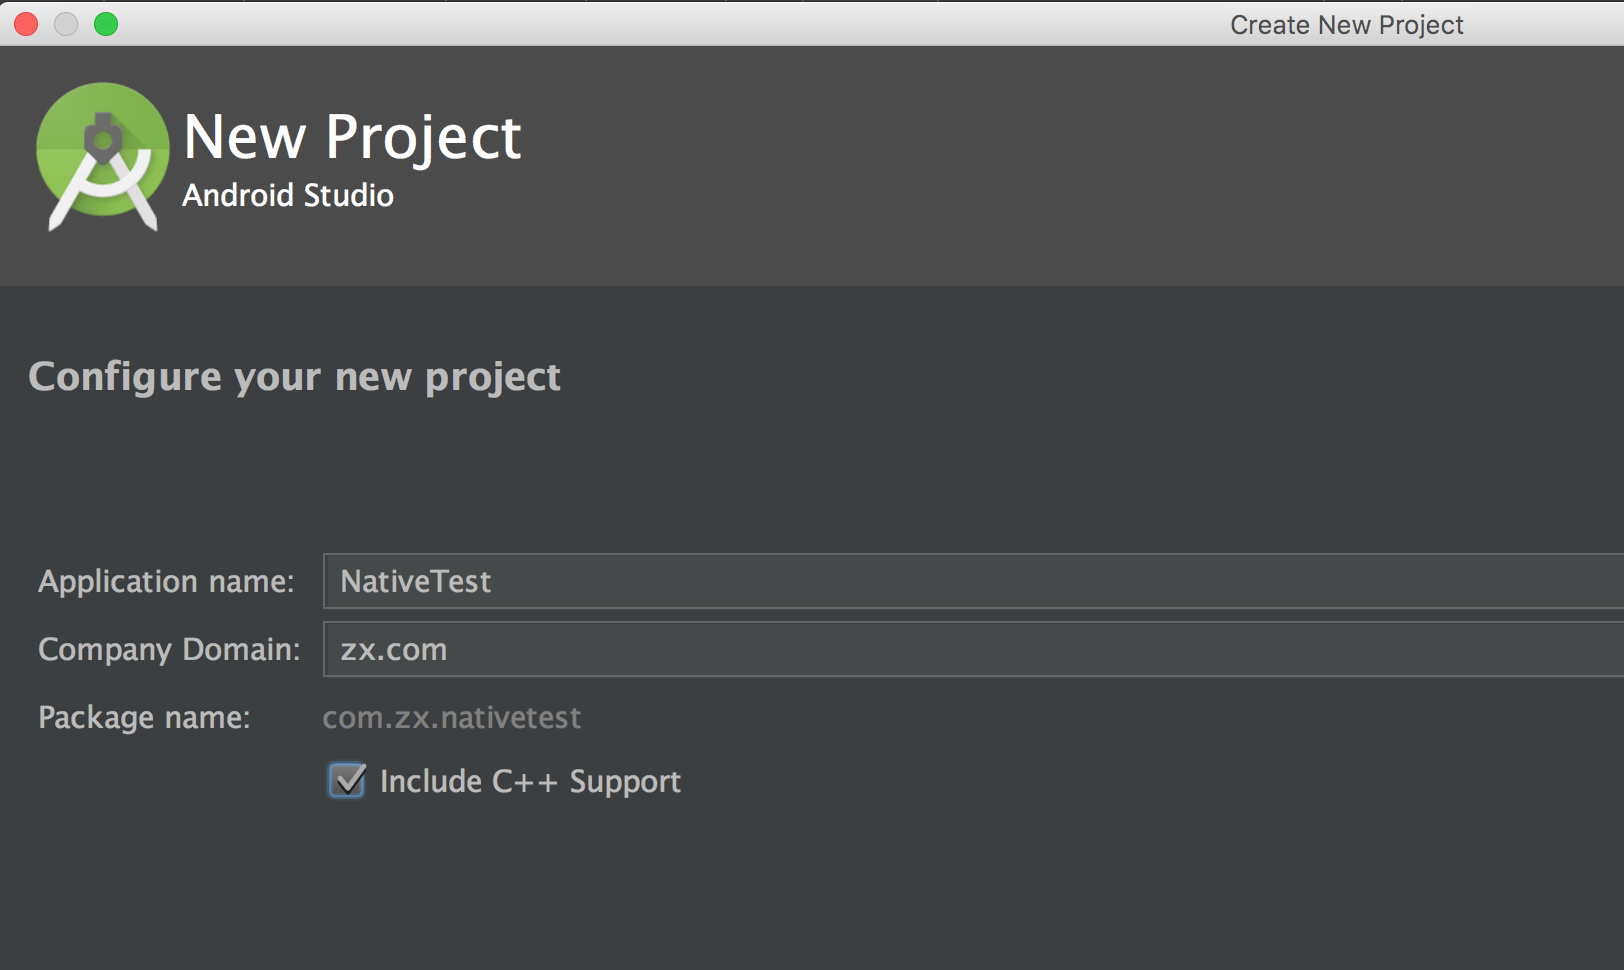 Create New Project
New Project
Android Studio
Configure your new project
Application name: NativeTest
Company Domain: zx.com
Package name: com.zx.nativetest
Include C++ Support